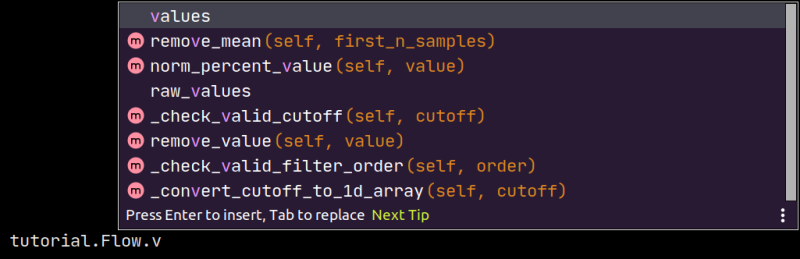 values
m remove_mean(self, first_n_samples)
m norm_percent_value(self, value)
raw_values
m _check_valid_cutoff(self, cutoff)
m remove_value(self, value)
m _check_valid_filter_order(self, order)
m _convert_cutoff_to_1d_array(self, cutoff)
Press Enter to insert, Tab to replace Next Tip
tutorial.Flow.v